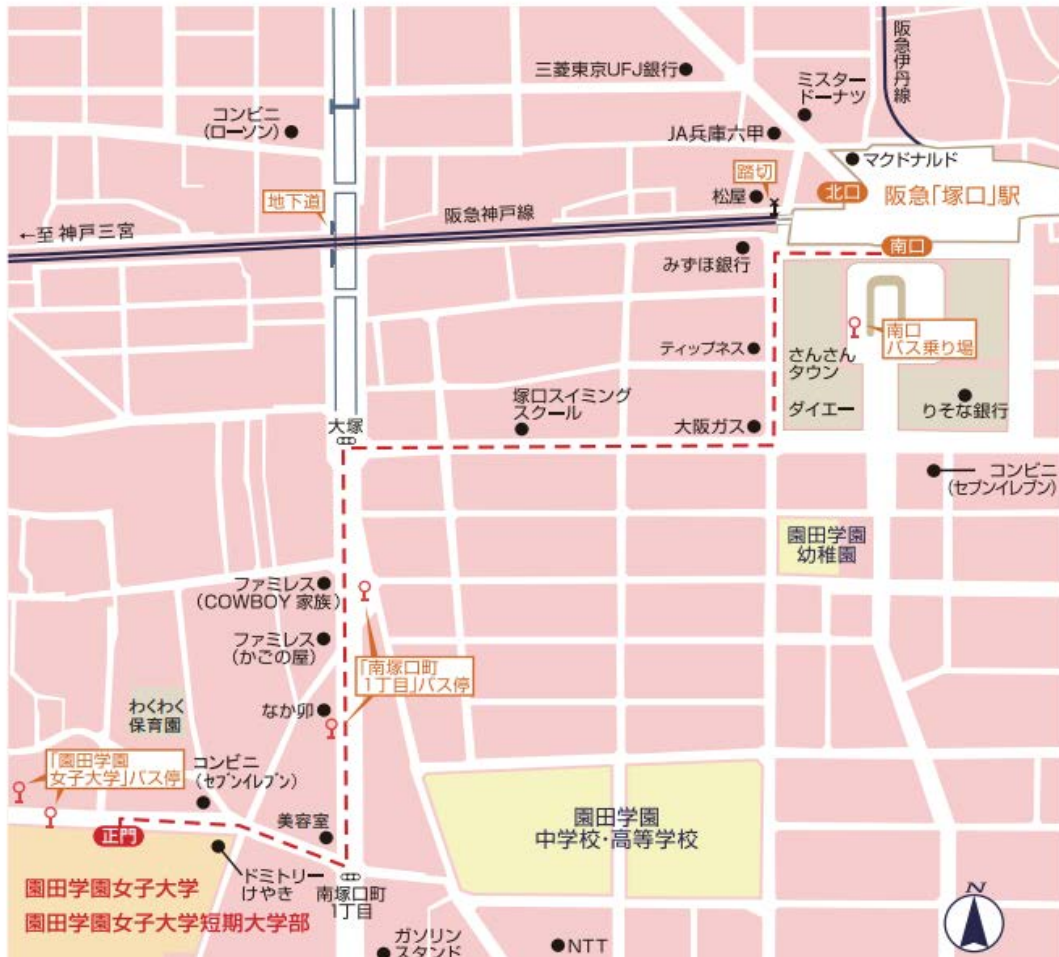 阪急伊丹線
三菱東京UFJ銀行
ミスター
ドーナツ
コンビニ
(ローソン)
JA兵庫六甲
マクドナルド
踏切
北口
阪急「塚口」駅
松屋
地下道
阪急神戸線
←至 神戸三宮
南口
みずほ銀行
南口
バス乗り場
ティップネス
さんさん
タウン
塚口スイミング
スクール
ダイエー
りそな銀行
大塚
大阪ガス
コンビニ
(セブンイレブン)
園田学園
幼稚園
ファミレス
(COWBOY 家族)
ファミレス
(かごの屋)
「南塚口町
1丁目」バス停
わくわく
保育園
なか卯
「園田学園
女子大学」バス停
コンビニ
(セブンイレブン)
美容室
園田学園
中学校・高等学校
正門
ドミトリー
けやき
園田学園女子大学
園田学園女子大学短期大学部
南塚口町
1丁目
N
ガソリン
スタンド
NTT